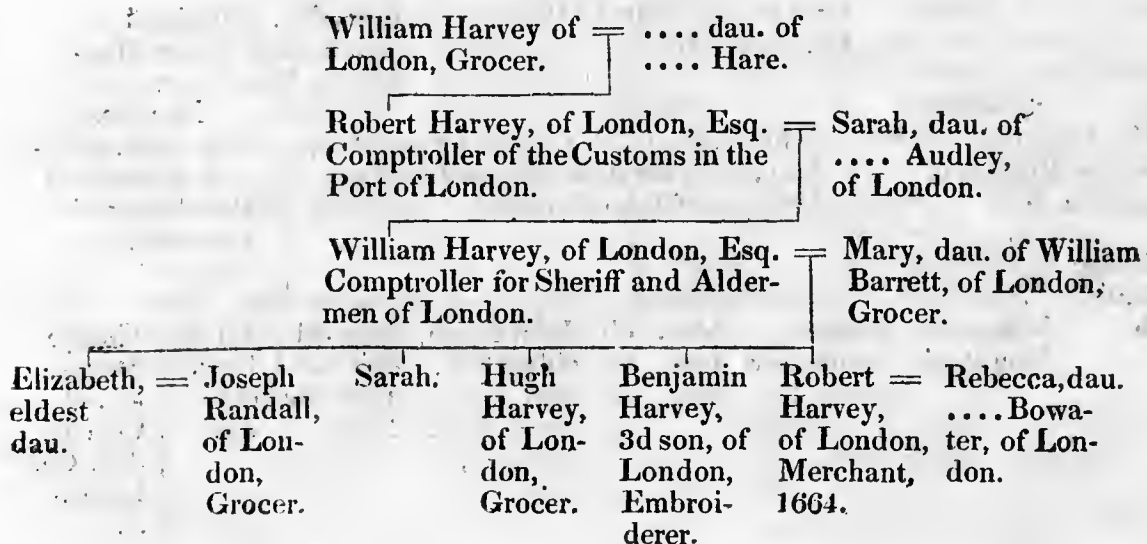 William Harvey of = .... dau. of
London, Grocer. .... Hare.
Robert Harvey, of London, Esq. = Sarah, dau. of
Comptroller of the Customs in the .... Audley,
Port of London. of London.
William Harvey, of London, Esq. = Mary, dau. of William
Comptroller for Sheriff and Alder- Barrett, of London,
men of London. Grocer.
Elizabeth, =
eldest
dau.
Joseph
Randall,
of Lon-
don,
Grocer.
Sarah.
Hugh
Harvey,
of Lon-
don,
Grocer.
Benjamin
Harvey,
3d son, of
London,
Embroi-
derer.
Robert =
Harvey,
of London,
Merchant,
1664.
Rebecca, dau.
....Bowa-
ter, of Lon-
don.